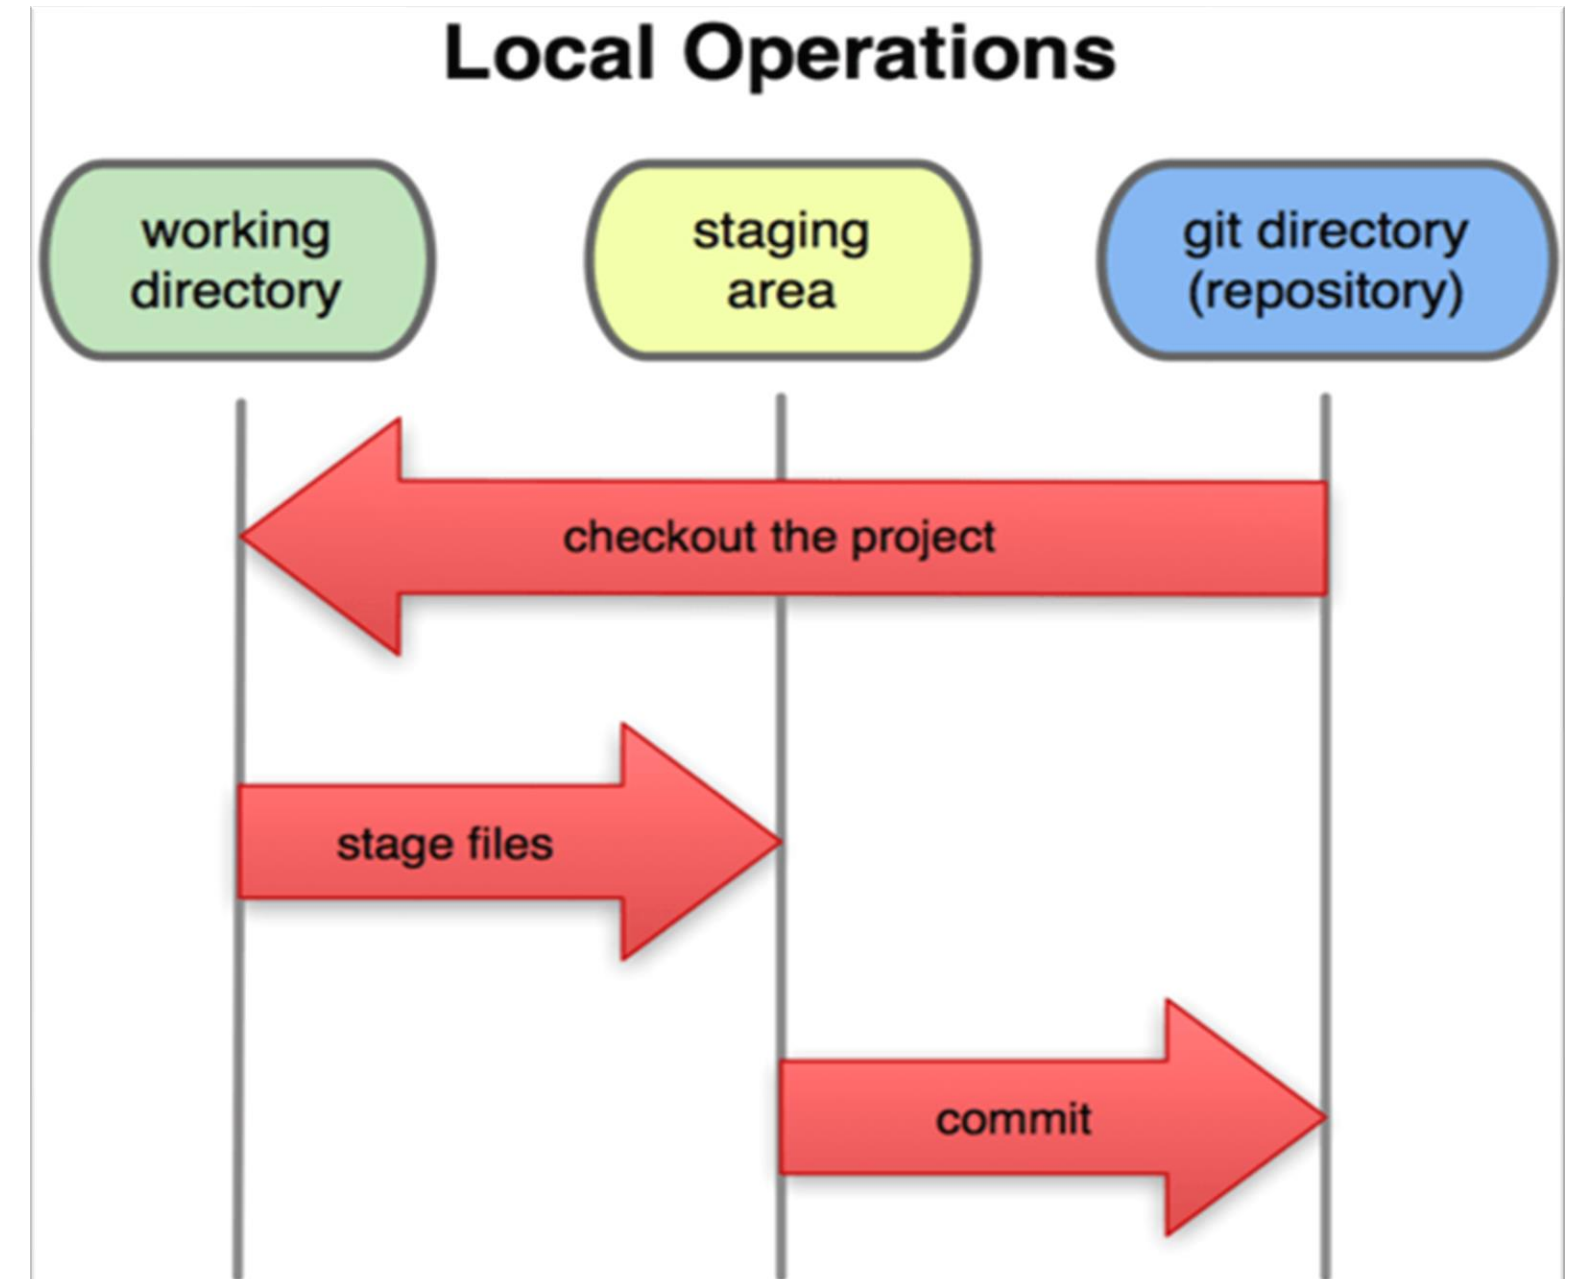 Local Operations
working
directory
staging
area
git directory
(repository)
checkout the project
stage files
commit